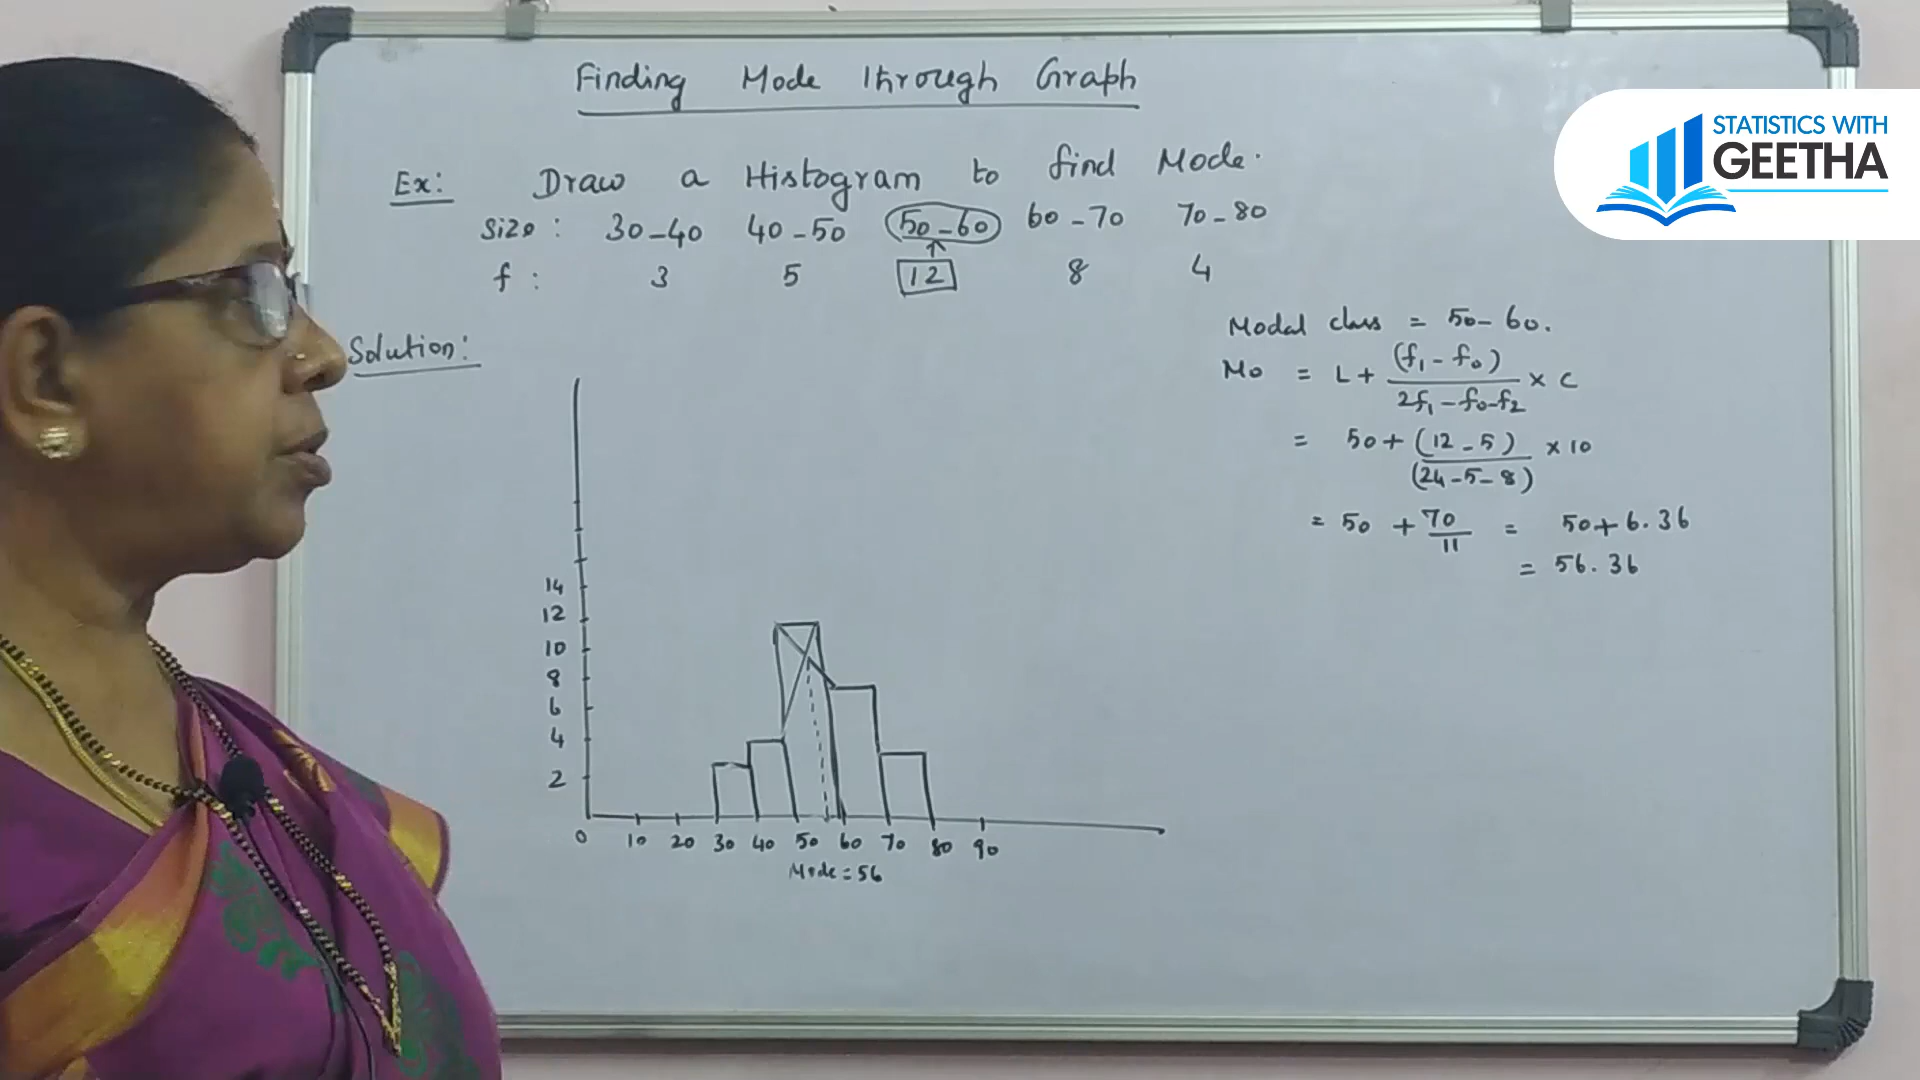 Finding Mode through Graph
STATISTICS WITH
GEETHA
Ex: Draw a Histogram to find Mode.
Size: 30-40 40-50 50-60 60-70 70-80
f: 3 5 12 8 4
Solution:
Modal class = 50-60.
Mo = L + (f₁ - f₀) / 2f₁ - f₀ - f₂ × C
= 50 + (12 - 5) / (24 - 5 - 8) × 10
= 50 + 70/11 = 50 + 6.36
= 56.36
14
12
10
8
6
4
2
0 10 20 30 40 50 60 70 80 90
Mode = 56